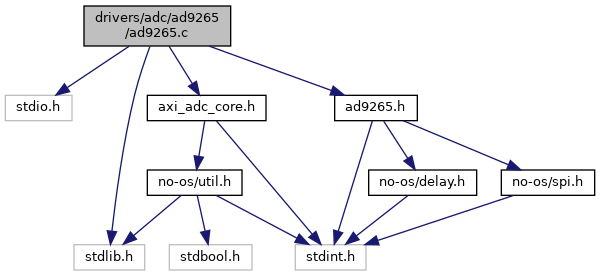 drivers/adc/ad9265
/ad9265.c
stdio.h
axi_adc_core.h
ad9265.h
no-os/util.h
no-os/delay.h
no-os/spi.h
stdlib.h
stdbool.h
stdint.h